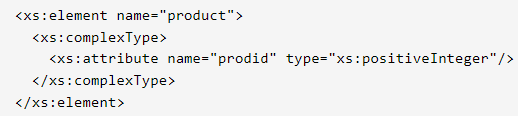 <xs:element name="product">
  <xs:complexType>
    <xs:attribute name="prodid" type="xs:positiveInteger"/>
  </xs:complexType>
</xs:element>